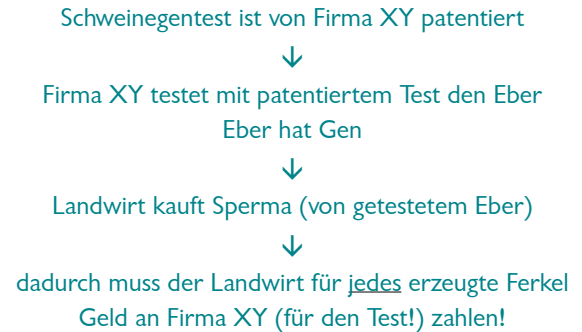 Schweinegentest ist von Firma XY patentiert
↓
Firma XY testet mit patentiertem Test den Eber
Eber hat Gen
↓
Landwirt kauft Sperma (von getestetem Eber)
↓
dadurch muss der Landwirt für jedes erzeugte Ferkel
Geld an Firma XY (für den Test!) zahlen!